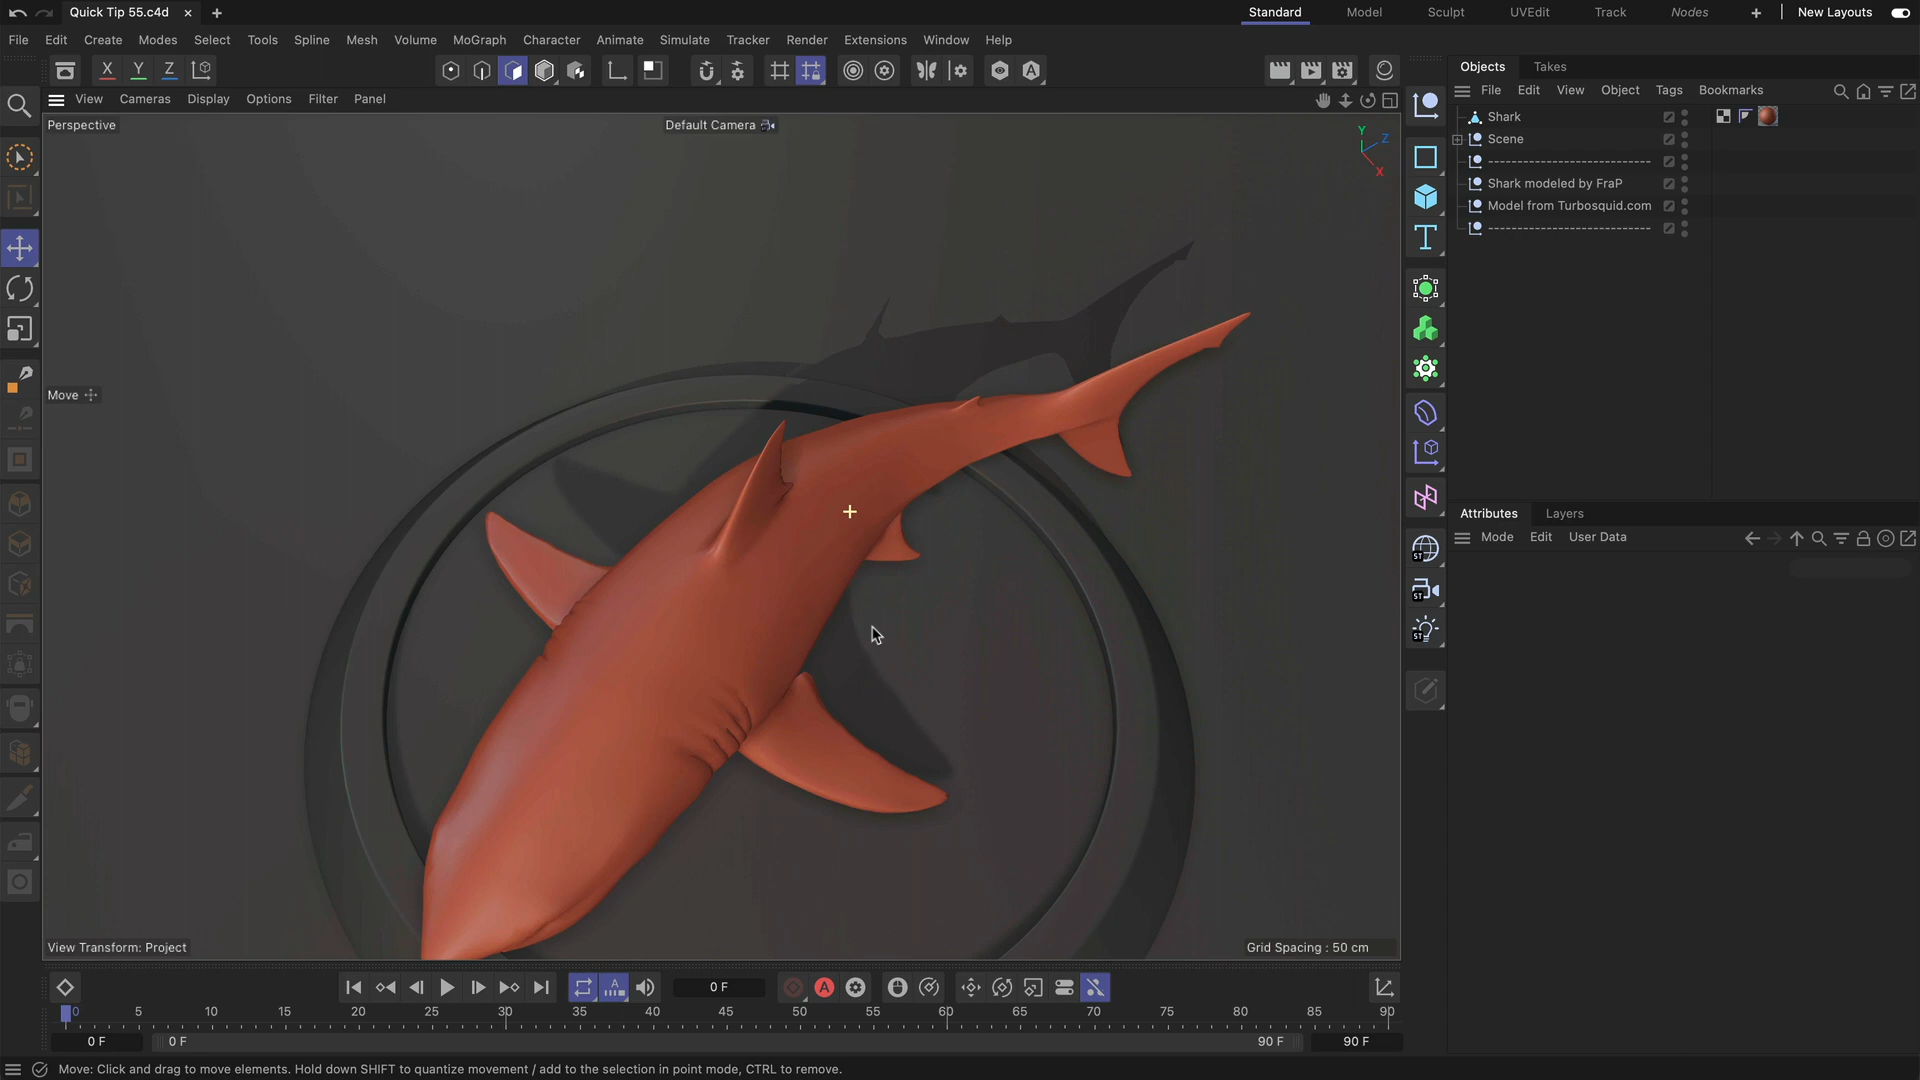 Quick Tip 55.c4d
Standard Model Sculpt UVEdit Track Nodes New Layouts
File Edit Create Modes Select Tools Spline Mesh Volume MoGraph Character Animate Simulate Tracker Render Extensions Window Help
X Y Z
Objects Takes
View Cameras Display Options Filter Panel
File Edit View Object Tags Bookmarks
Perspective
Default Camera
Y
Z
X
Shark
Scene
----------------------------
Shark modeled by FraP
Model from Turbosquid.com
----------------------------
Move
Attributes Layers
Mode Edit User Data
ST
ST
ST
View Transform: Project
Grid Spacing : 50 cm
0 F
0 5 10 15 20 25 30 35 40 45 50 55 60 65 70 75 80 85 90
0 F 0 F 90 F 90 F
Move: Click and drag to move elements. Hold down SHIFT to quantize movement / add to the selection in point mode, CTRL to remove.